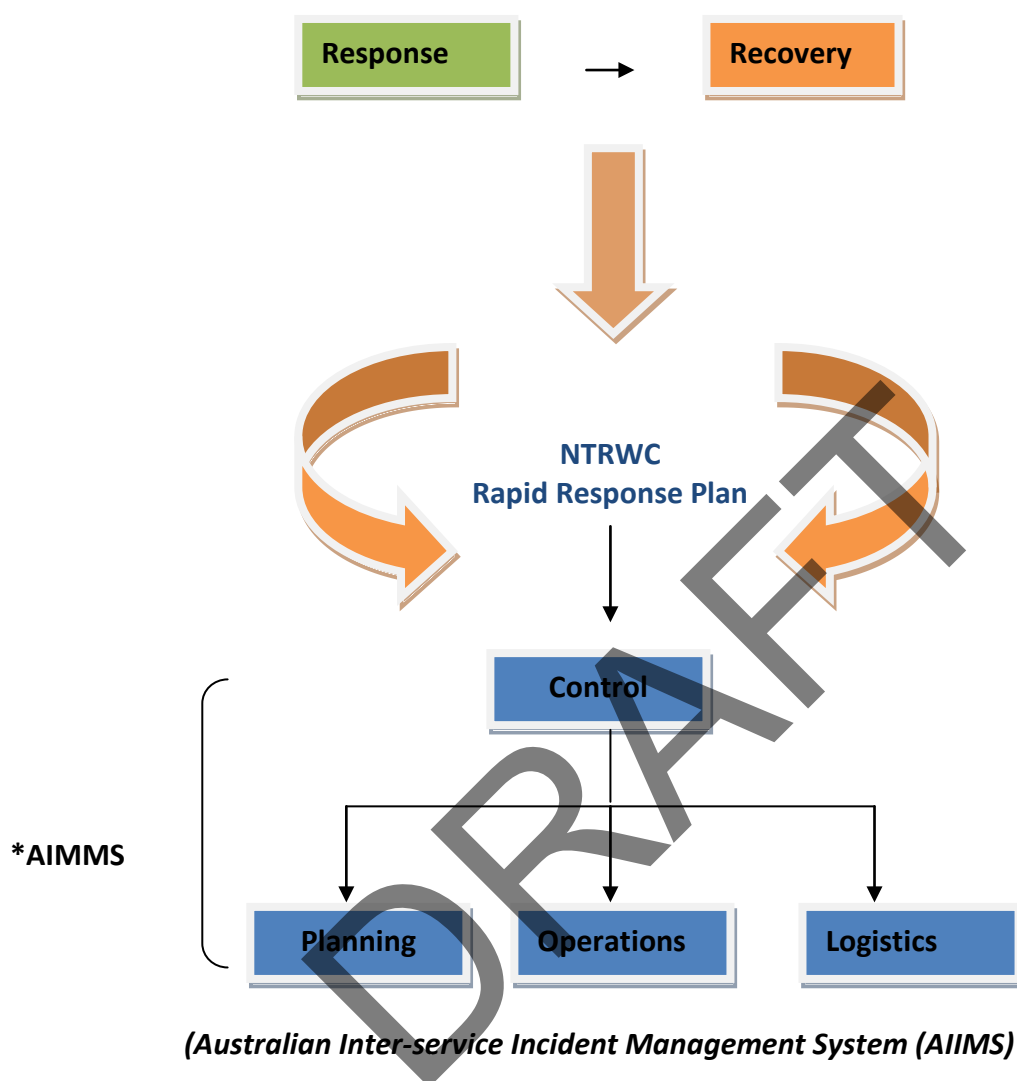 Response
Recovery
NTRWC
Rapid Response Plan
Control
*AIMMS
Planning
Operations
Logistics
(Australian Inter-service Incident Management System (AIIMS)
DRAFT